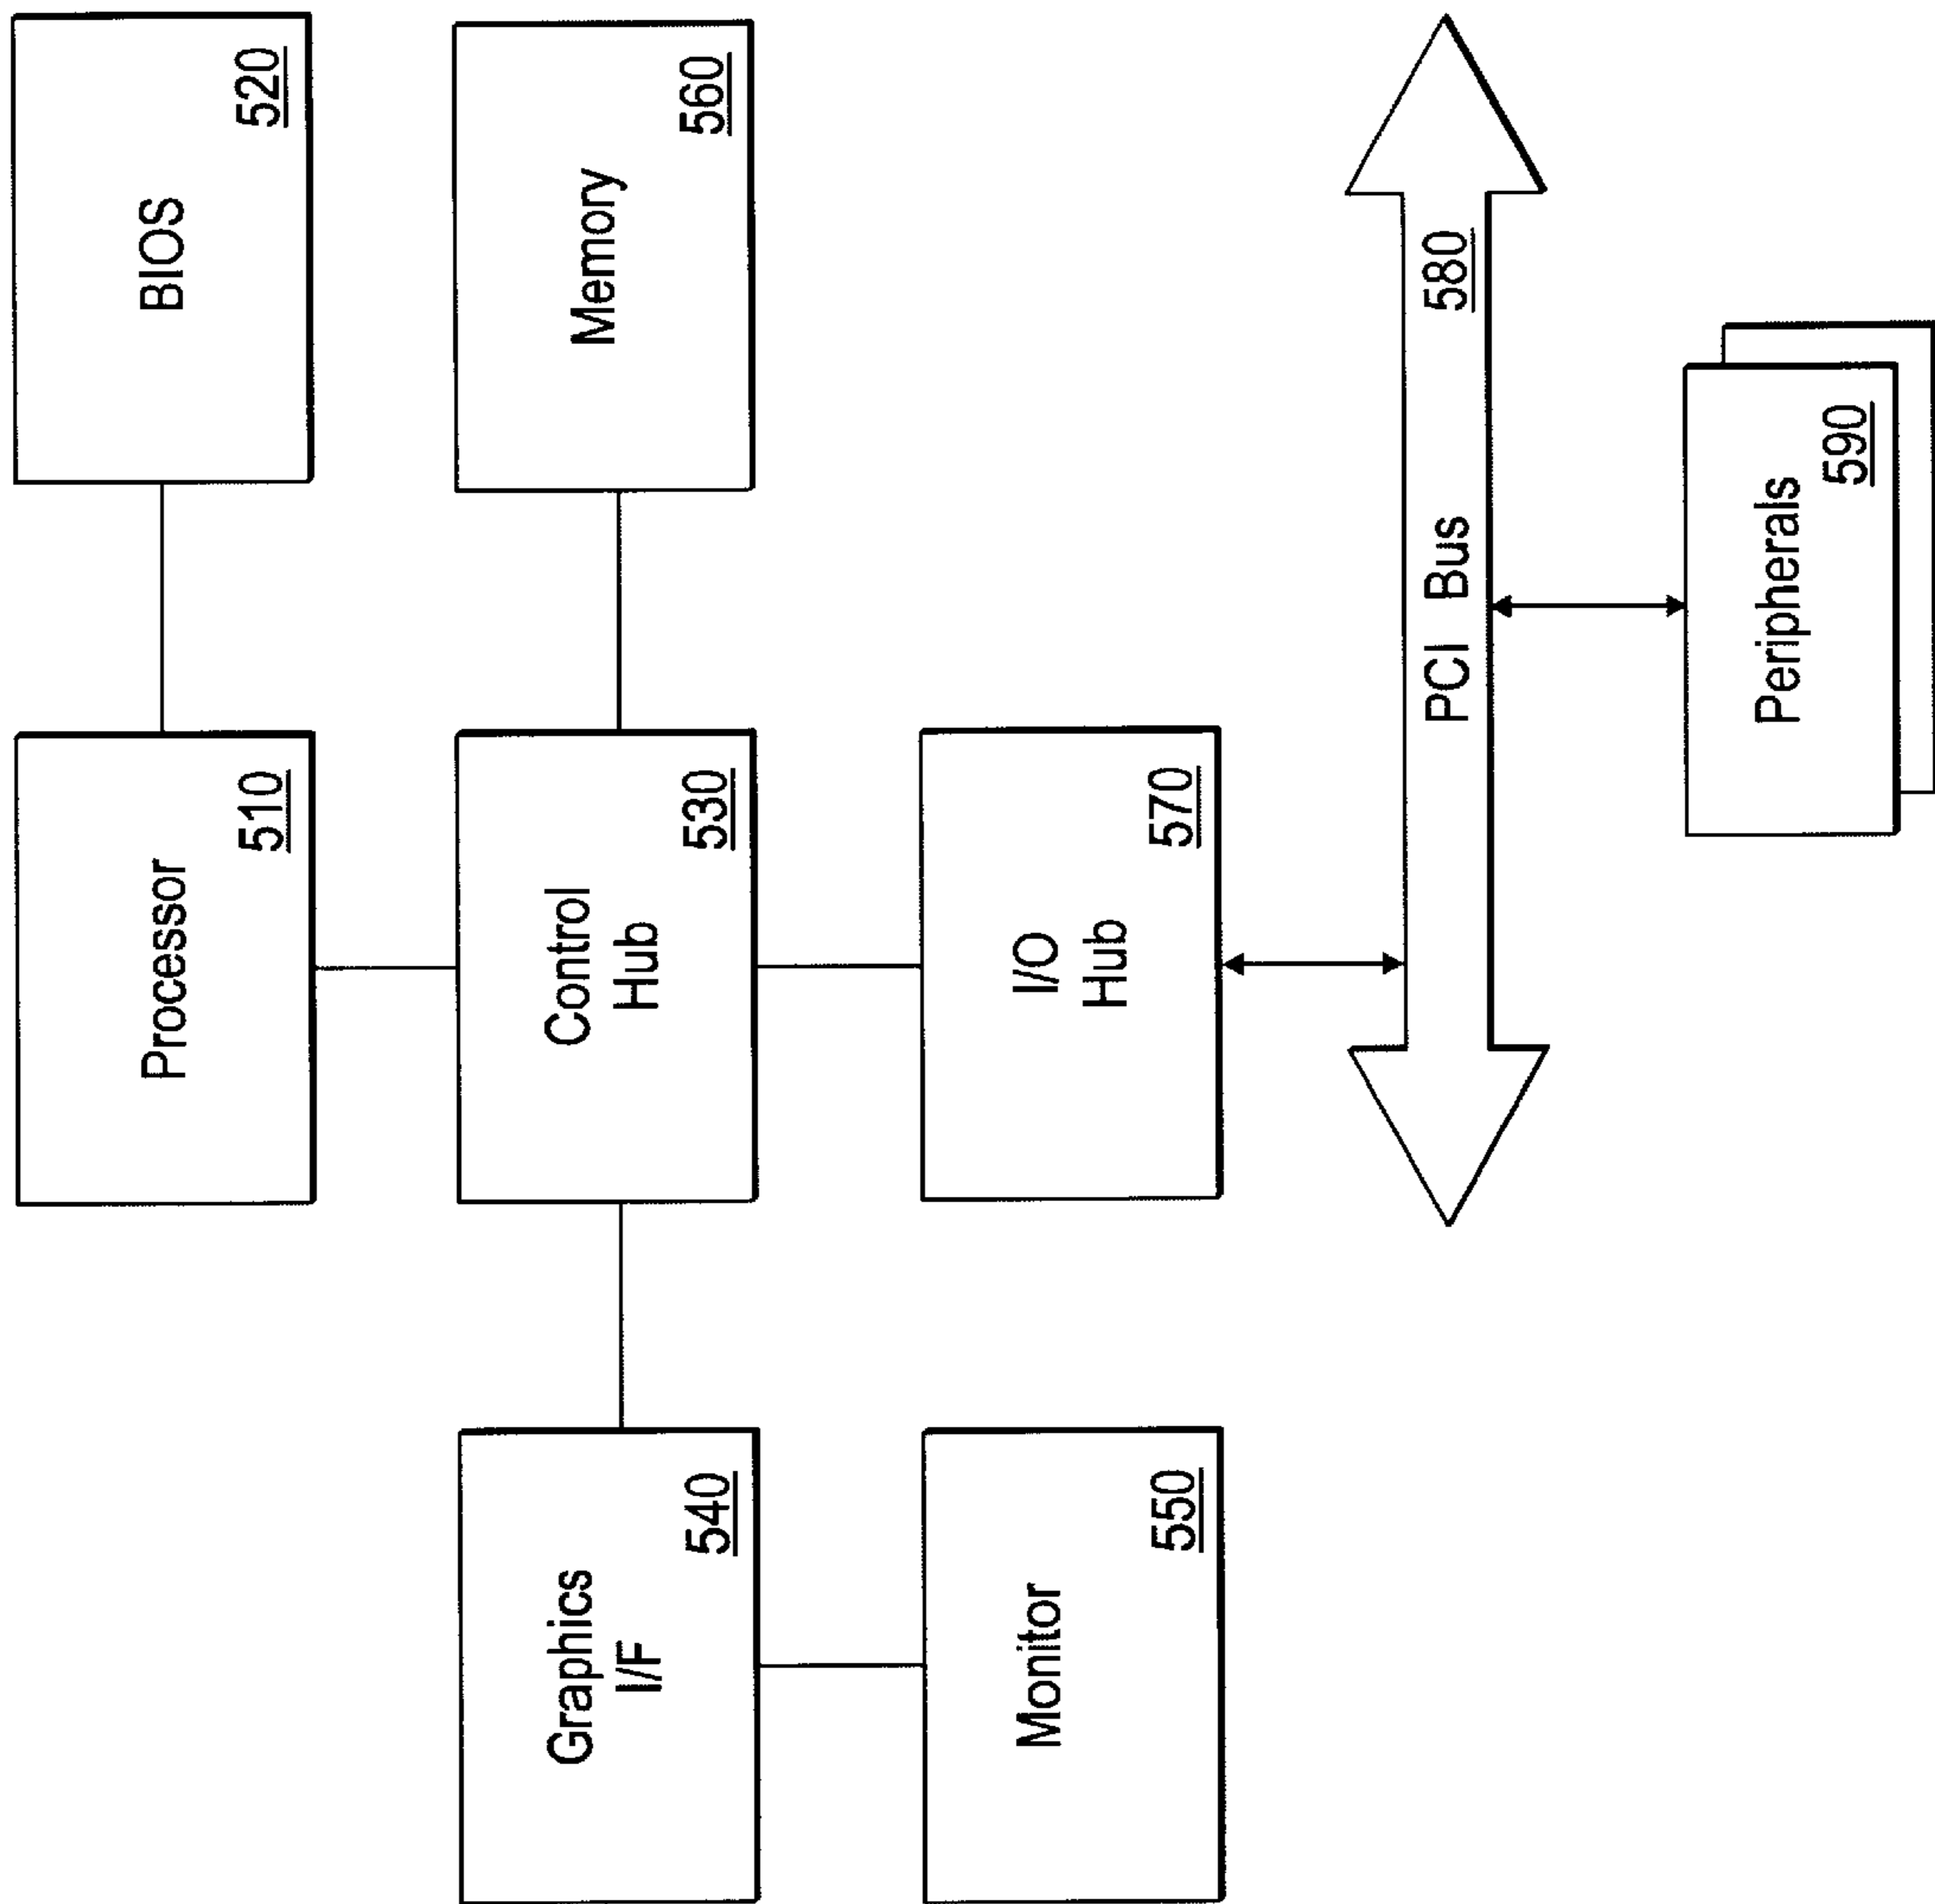 Processor
510
BIOS
520
Graphics
I/F
540
Control
Hub
530
Memory
560
Monitor
550
I/O
Hub
570
PCI Bus
580
Peripherals
590